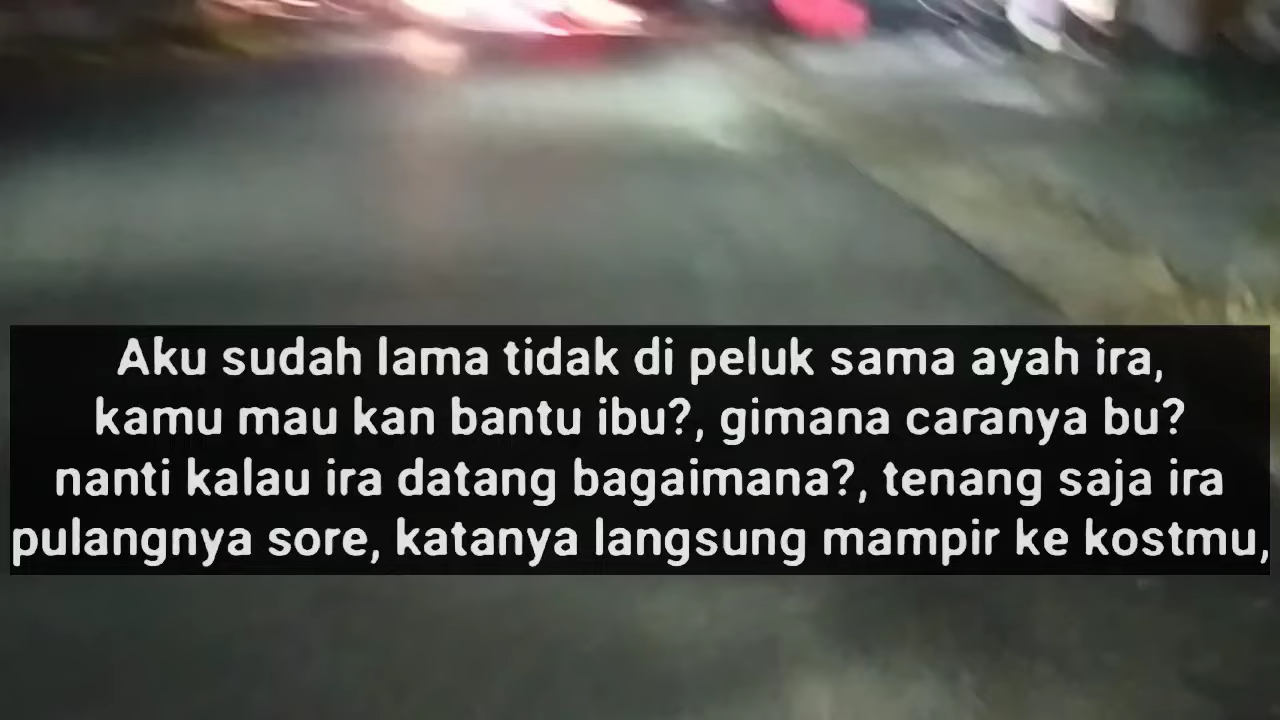 Aku sudah lama tidak di peluk sama ayah ira,
kamu mau kan bantu ibu?, gimana caranya bu?
nanti kalau ira datang bagaimana?, tenang saja ira
pulangnya sore, katanya langsung mampir ke kostmu,